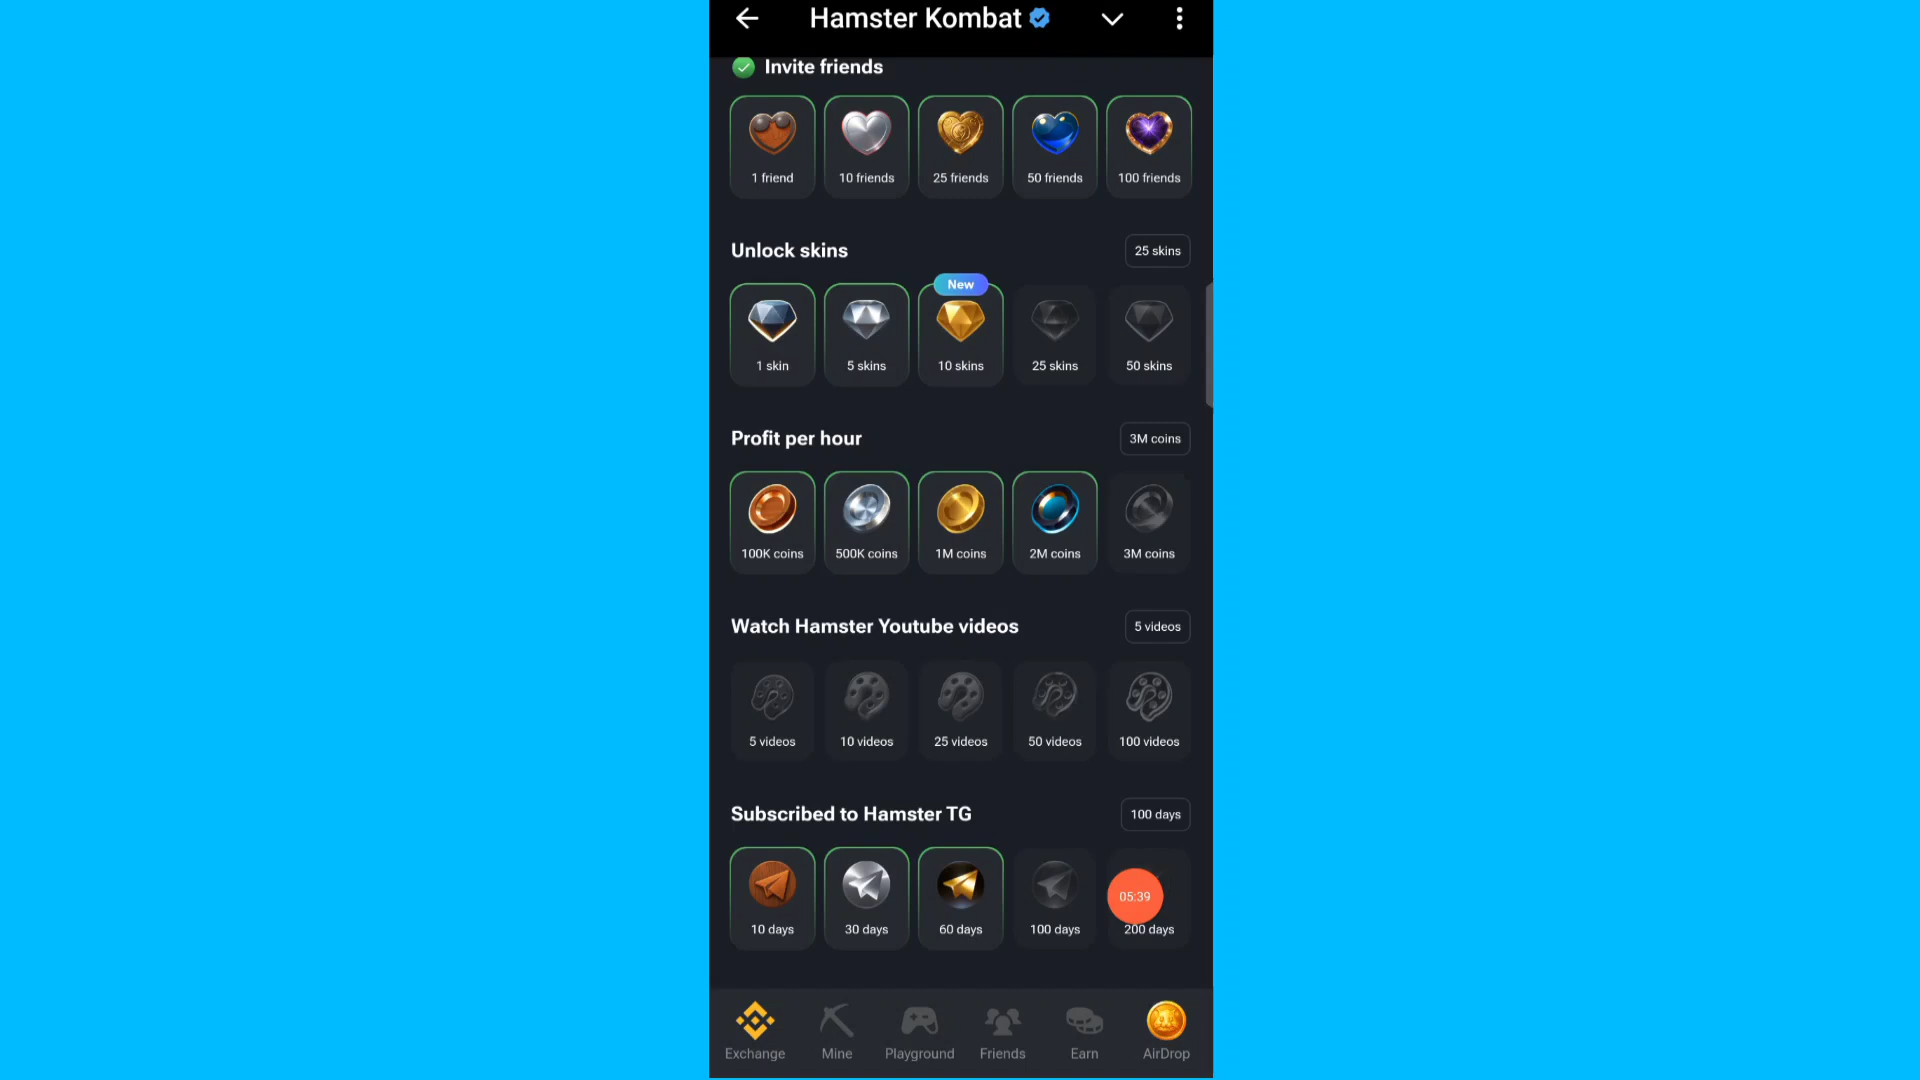 Hamster Kombat
Invite friends
1 friend 10 friends 25 friends 50 friends 100 friends
Unlock skins 25 skins
New
1 skin 5 skins 10 skins 25 skins 50 skins
Profit per hour 3M coins
100K coins 500K coins 1M coins 2M coins 3M coins
Watch Hamster Youtube videos 5 videos
5 videos 10 videos 25 videos 50 videos 100 videos
Subscribed to Hamster TG 100 days
05:39
10 days 30 days 60 days 100 days 200 days
Exchange Mine Playground Friends Earn AirDrop